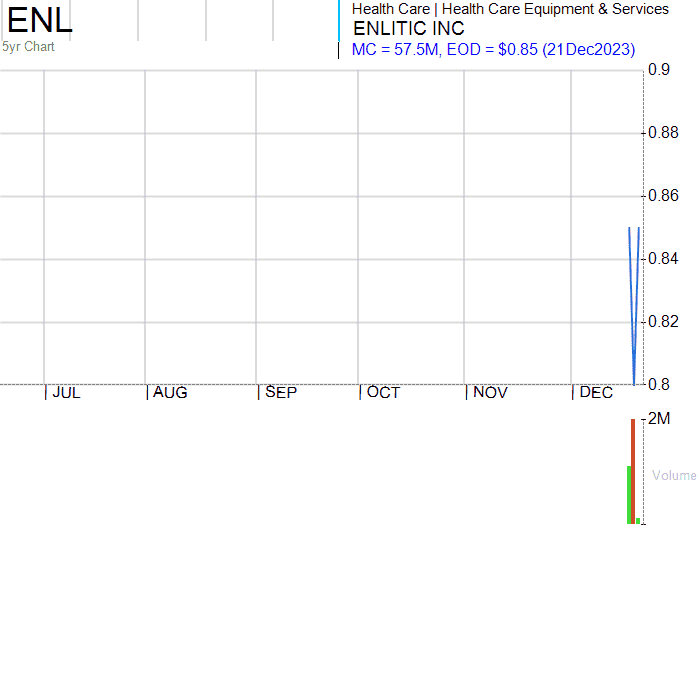 ENL
5yr Chart
Health Care | Health Care Equipment & Services
ENLITIC INC
MC = 57.5M, EOD = $0.85 (21Dec2023)
0.9
0.88
0.86
0.84
0.82
0.8
JUL AUG SEP OCT NOV DEC
2M
Volume